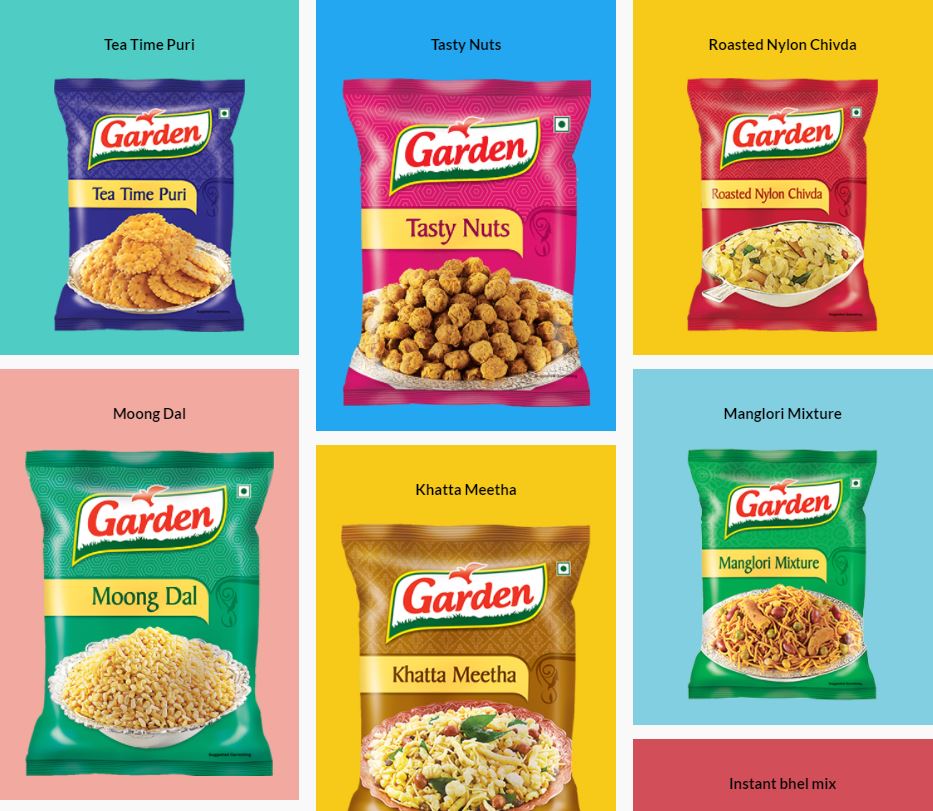 Tea Time Puri
Garden
Tea Time Puri
Tasty Nuts
Garden
Tasty Nuts
Roasted Nylon Chivda
Garden
Roasted Nylon Chivda
Moong Dal
Garden
Moong Dal
Khatta Meetha
Garden
Khatta Meetha
Manglori Mixture
Garden
Manglori Mixture
Instant bhel mix